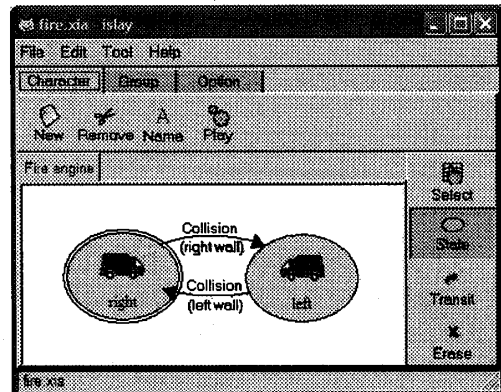 fire.xia - islay
File Edit Tool Help
Character Group Option
New Remove Name Play
Fire engine
Select
State
Transit
Erase
Collision
(right wall)
Collision
(left wall)
right
left
fire.xia